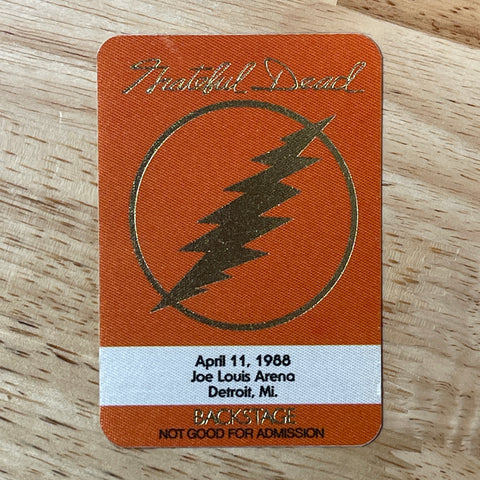 Grateful Dead
April 11, 1988
Joe Louis Arena
Detroit, Mi.
BACKSTAGE
NOT GOOD FOR ADMISSION